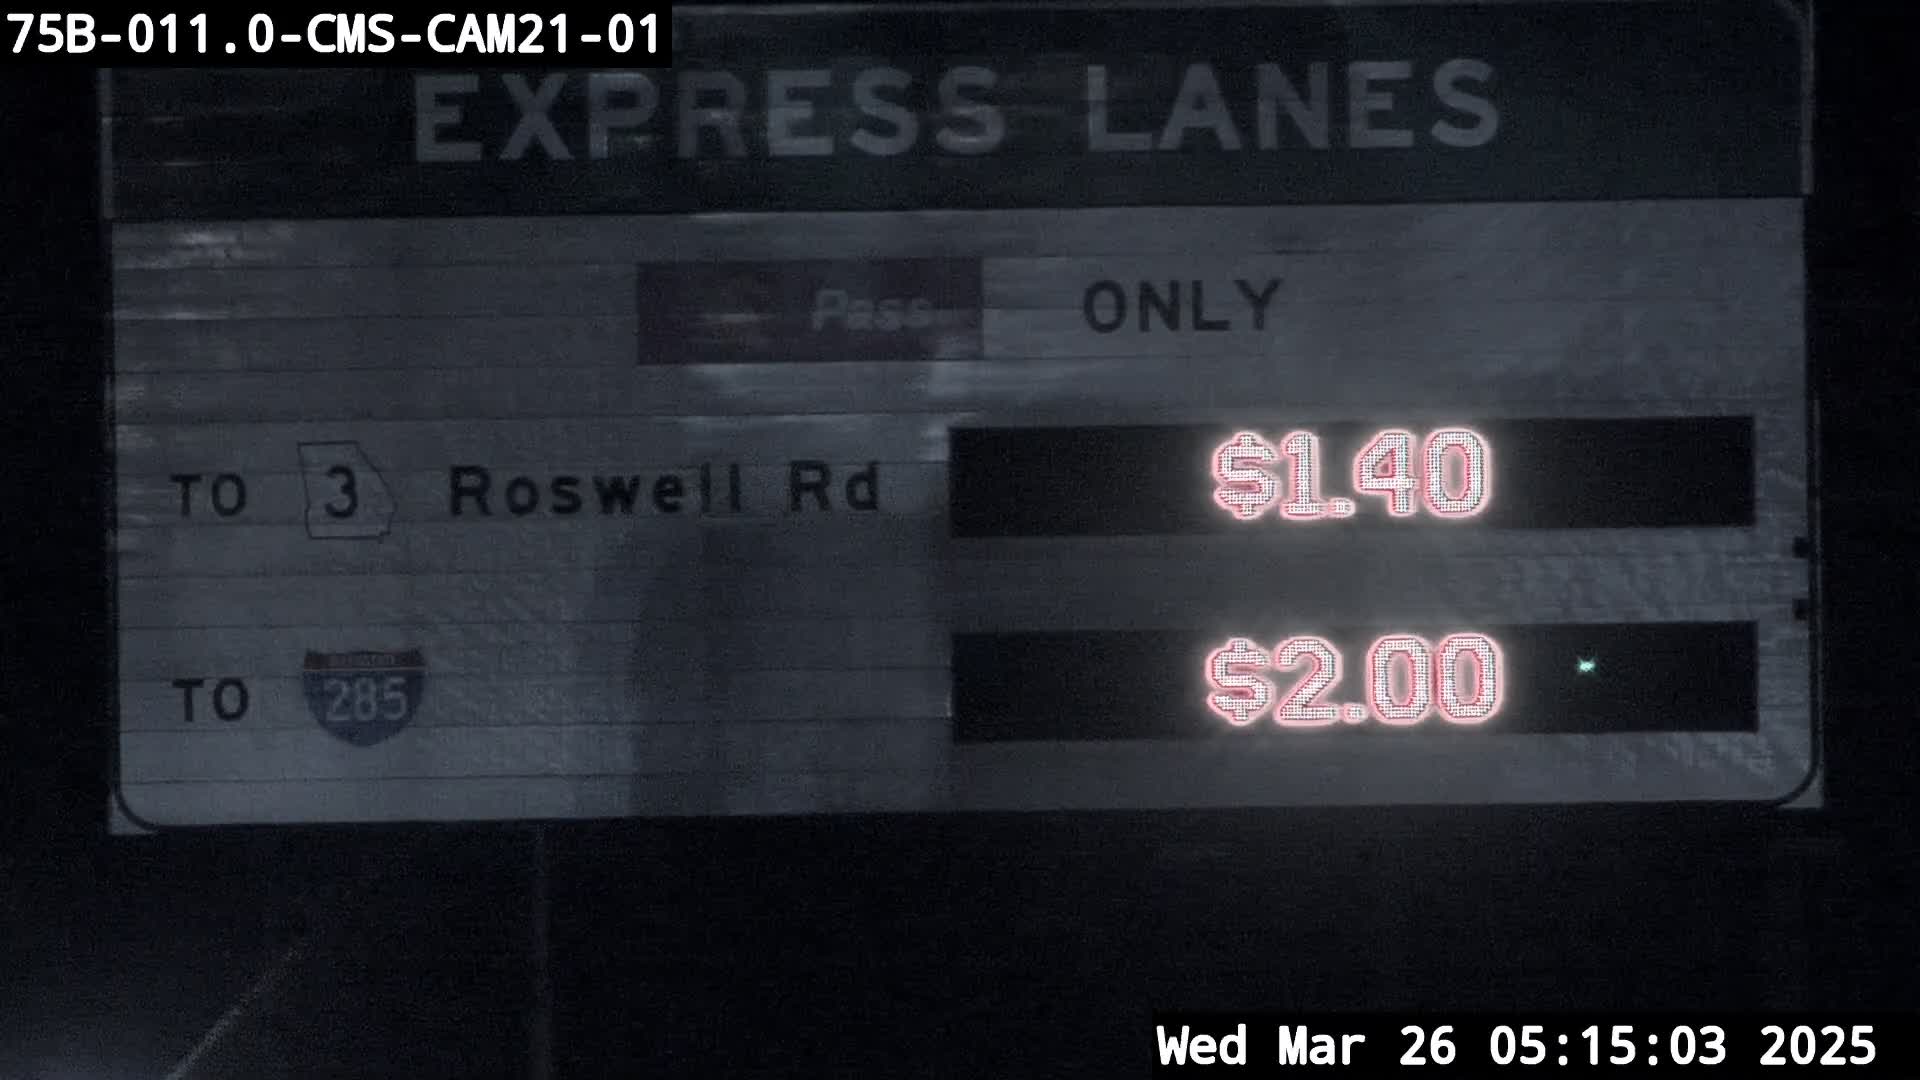 75B-011.0-CMS-CAM21-01
EXPRESS LANES
Pass ONLY
TO 3 Roswell Rd $1.40
TO 285 $2.00
Wed Mar 26 05:15:03 2025